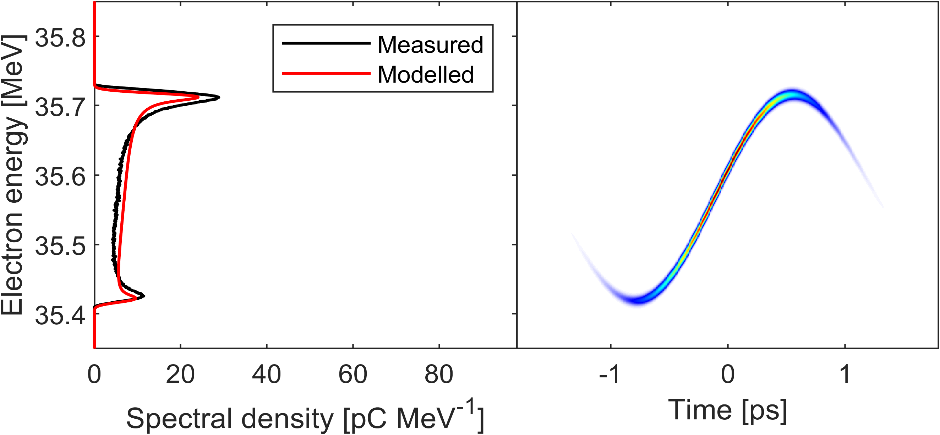 Electron energy [MeV]
35.8
35.7
35.6
35.5
35.4
Measured
Modelled
0 20 40 60 80
Spectral density [pC MeV-1]
-1 0 1
Time [ps]